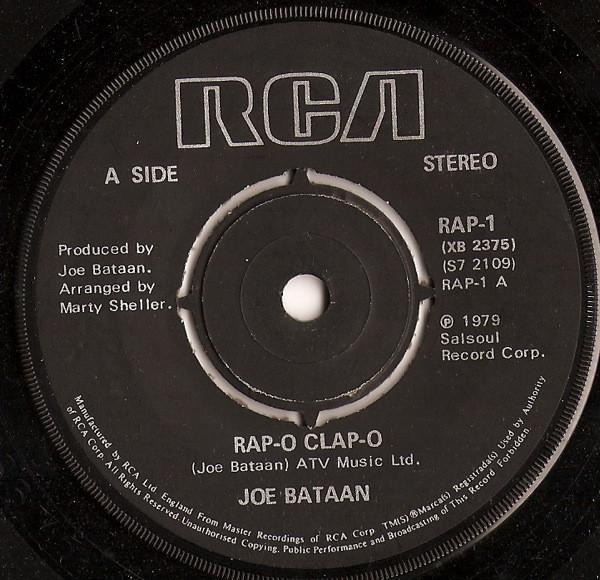 RCA
A SIDE
STEREO
Produced by
Joe Bataan.
Arranged by
Marty Sheller.
RAP-1
(XB 2375)
(S7 2109)
RAP-1 A
℗ 1979
Salsoul
Record Corp.
RAP-O CLAP-O
(Joe Bataan) ATV Music Ltd.
JOE BATAAN
Manufactured by RCA Ltd. England From Master Recordings of RCA Corp TM(S)®Marca(s) Registrada(s) Used by Authority
of RCA Corp. All Rights Reserved. Unauthorised Copying. Public Performance and Broadcasting of This Record Forbidden.